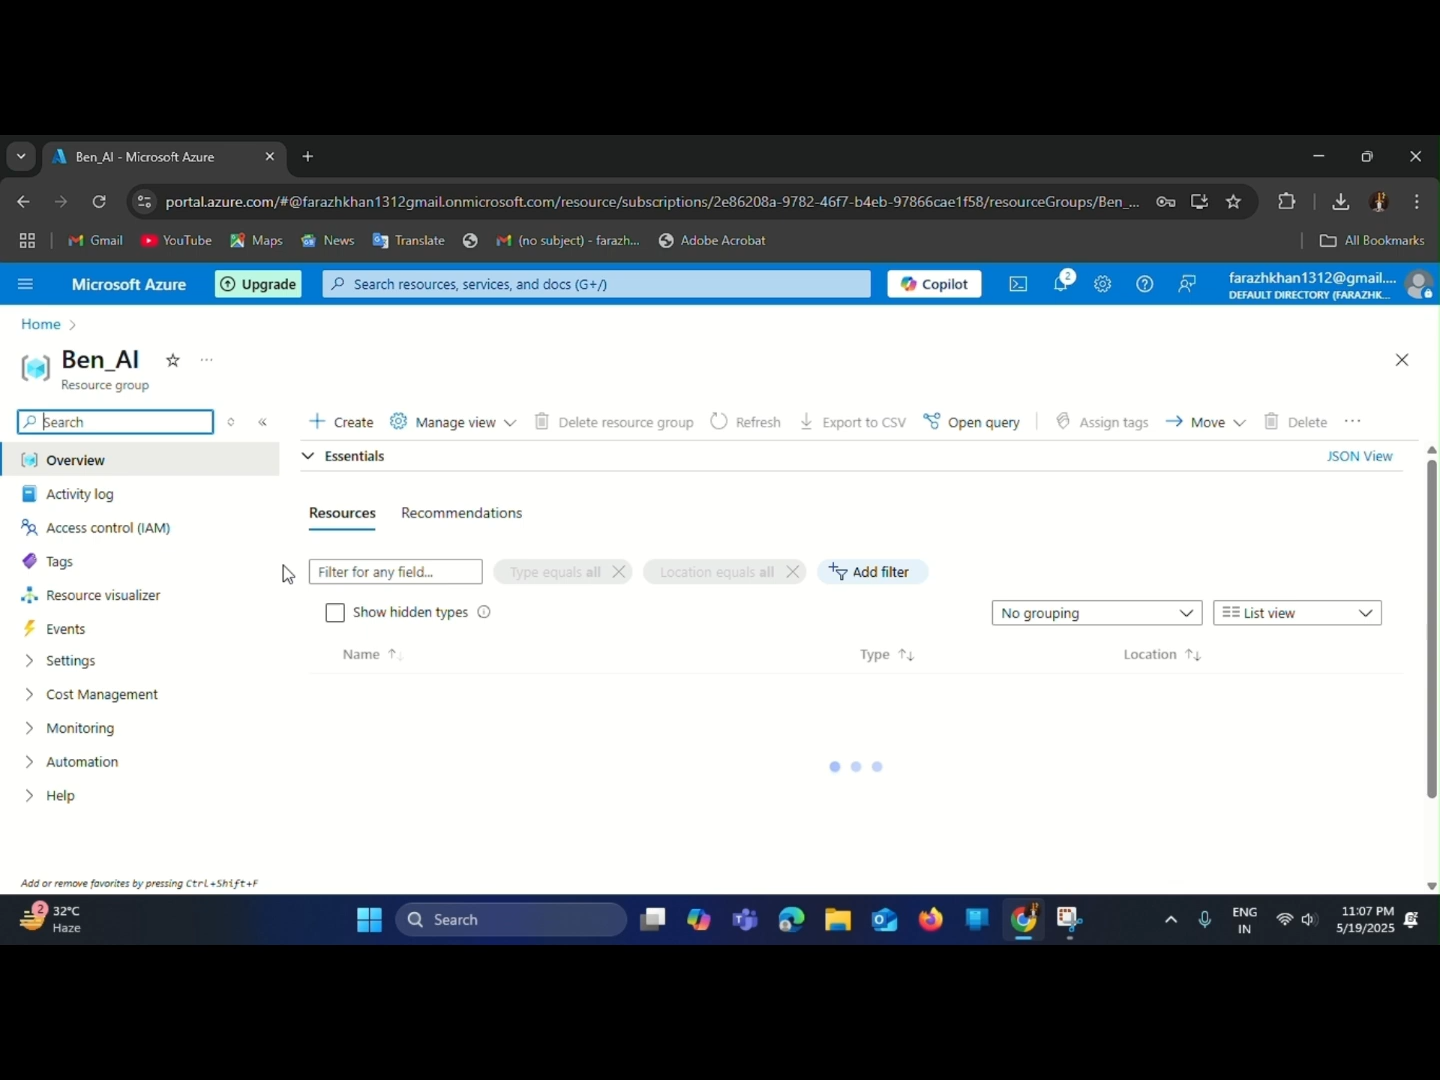 Ben_AI - Microsoft Azure
portal.azure.com/#@farazhkhan1312gmail.onmicrosoft.com/resource/subscriptions/2e86208a-9782-46f7-b4eb-97866cae1f58/resourceGroups/Ben_...
Gmail YouTube Maps News Translate (no subject) - farazh... Adobe Acrobat All Bookmarks
Microsoft Azure Upgrade Search resources, services, and docs (G+/) Copilot 2 farazhkhan1312@gmail....
DEFAULT DIRECTORY (FARAZHK...
Home
Ben_AI ...
Resource group
Search Create Manage view Delete resource group Refresh Export to CSV Open query Assign tags Move Delete ...
Overview
Essentials JSON View
Activity log
Resources Recommendations
Access control (IAM)
Tags
Filter for any field... Type equals all Location equals all Add filter
Resource visualizer
Show hidden types No grouping List view
Events
Name Type Location
Settings
Cost Management
Monitoring
Automation
Help
Add or remove favorites by pressing Ctrl+Shift+F
2 32°C
Haze
Search
ENG
IN
11:07 PM
5/19/2025